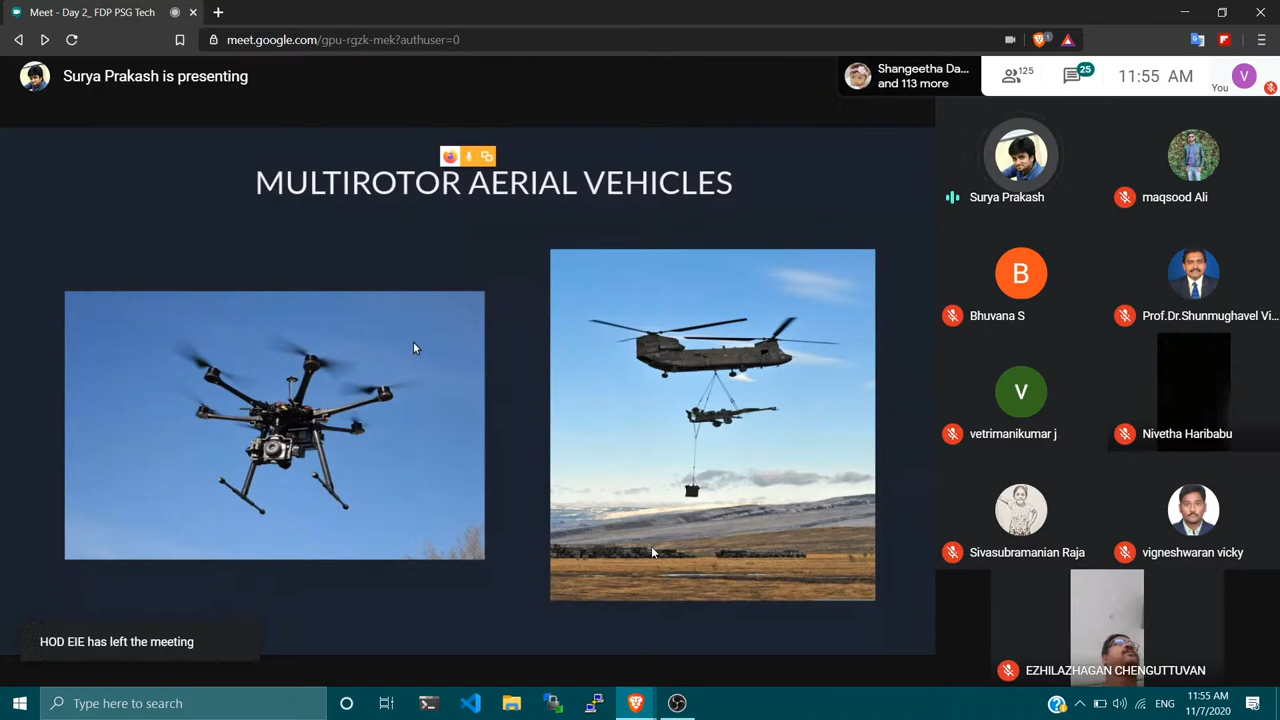 Meet - Day 2_ FDP PSG Tech
meet.google.com/gpu-rgzk-mek?authuser=0
1
Surya Prakash is presenting
Shangeetha Da...
and 113 more
125
25
11:55 AM
You
V
MULTIROTOR AERIAL VEHICLES
Surya Prakash
maqsood Ali
B
Bhuvana S
Prof.Dr.Shunmughavel Vi...
V
vetrimanikumar j
Nivetha Haribabu
Sivasubramanian Raja
vigneshwaran vicky
EZHILAZHAGAN CHENGUTTUVAN
HOD EIE has left the meeting
Type here to search
ENG
11:55 AM
11/7/2020